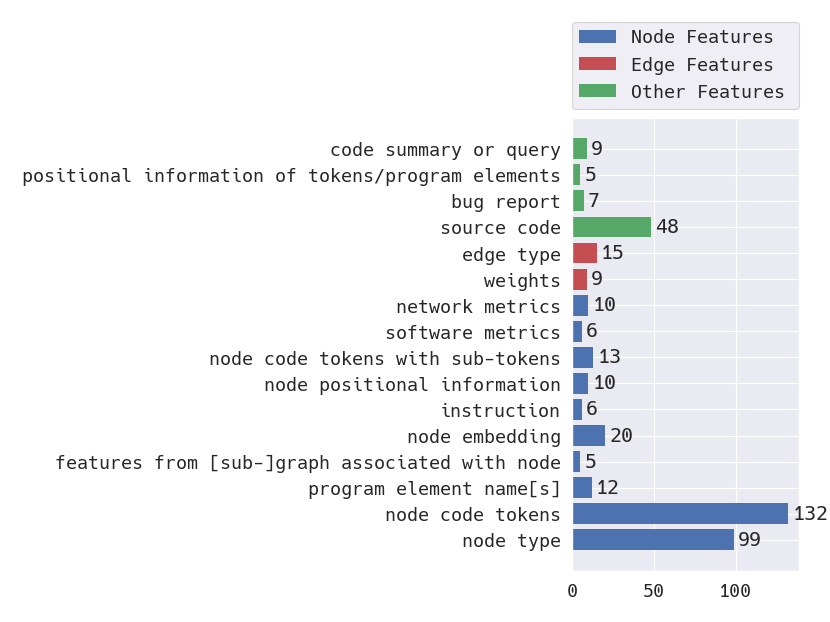 Node Features
Edge Features
Other Features
code summary or query 9
positional information of tokens/program elements 5
bug report 7
source code 48
edge type 15
weights 9
network metrics 10
software metrics 6
node code tokens with sub-tokens 13
node positional information 10
instruction 6
node embedding 20
features from [sub-]graph associated with node 5
program element name[s] 12
node code tokens 132
node type 99
0 50 100